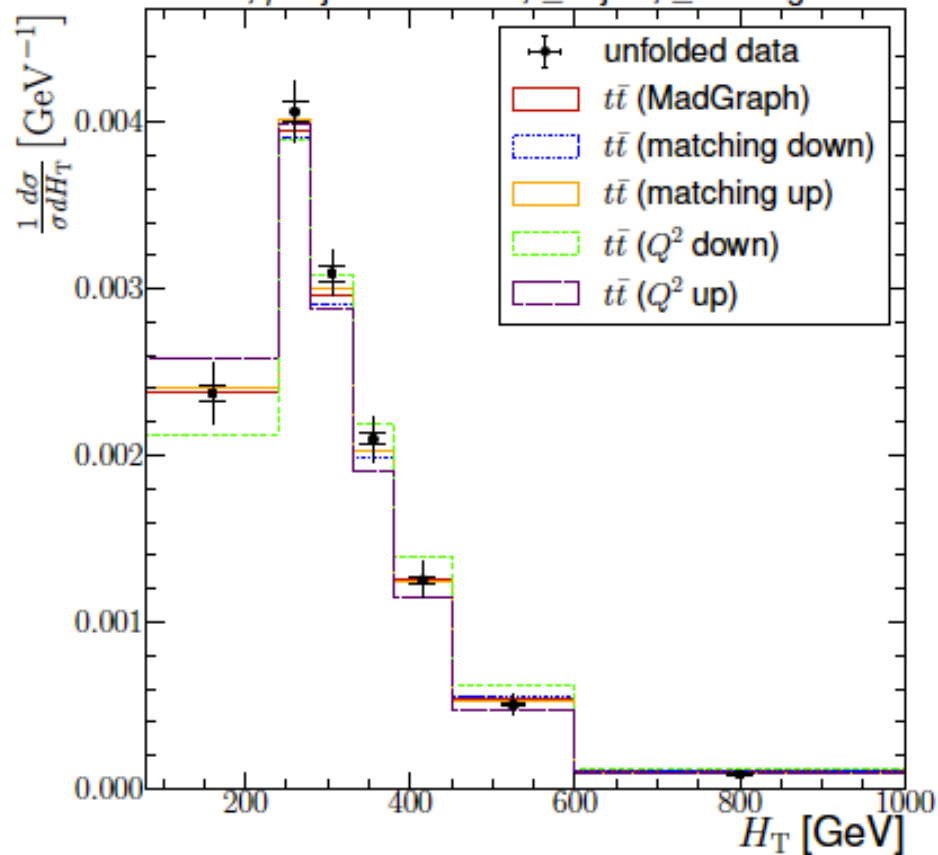 unfolded data
tt̄ (MadGraph)
tt̄ (matching down)
tt̄ (matching up)
tt̄ (Q² down)
tt̄ (Q² up)
1/σ dσ/dH_T [GeV⁻¹]
0.004
0.003
0.002
0.001
0.000
200 400 600 800 1000
H_T [GeV]